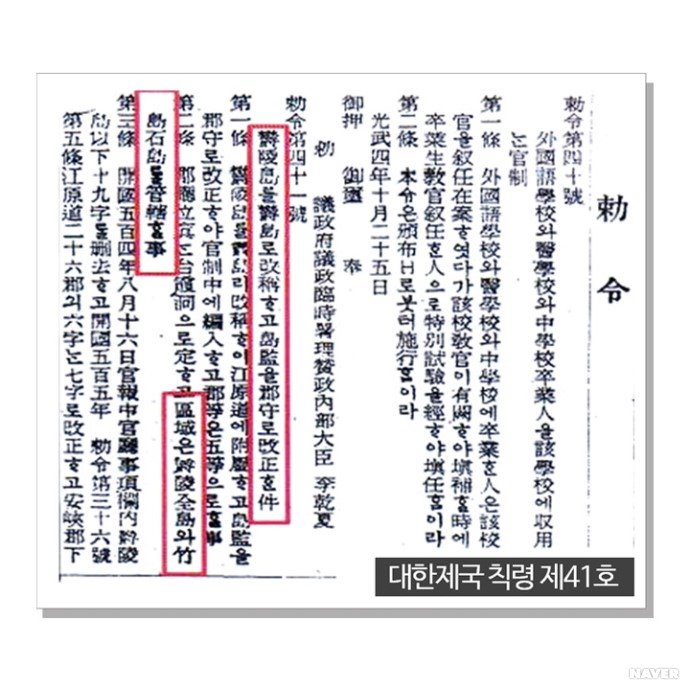 勅令
勅令第四十號
外國語學校와醫學校와中學校卒業人을該學校에収用
ᄒᆞᄂᆞᆫ官制
第一條 外國語學校와醫學校와中學校에卒業ᄒᆞᆫ人은該校
官을叙任在案ᄒᆞ엿다가該校敎官이有闕ᄒᆞ야塡補ᄒᆞᆯ時에
卒業生敎官叙任ᄒᆞᆫ人으로特別試驗을經ᄒᆞ야塡任ᄒᆞᆷ이라
第二條 本令은頒布日로봇터施行ᄒᆞᆷ이라
光武四年十月二十五日
御押 御璽 奉
勅 議政府議政臨時署理贊政內部大臣 李乾夏
勅令第四十一號
欝陵島를欝島로改稱ᄒᆞ고島監을郡守로改正ᄒᆞᆫ件
第一條 欝陵島를欝島라改稱ᄒᆞ야江原道에附屬ᄒᆞ고島監을
郡守로改正ᄒᆞ야官制中에編入ᄒᆞ고郡等은五等으로ᄒᆞᆯ事
第二條 郡廳位寘ᄂᆞᆫ台霞洞으로定ᄒᆞ고區域은欝陵全島와竹
島石島를管轄ᄒᆞᆯ事
第三條 開國五百四年八月十六日官報中官廳事項欄內欝陵
島以下十九字를刪去ᄒᆞ고開國五百五年 勅令第三十六號
第五條江原道二十六郡의六字ᄂᆞᆫ七字로改正ᄒᆞ고安峽郡下
대한제국 칙령 제41호
NAVER